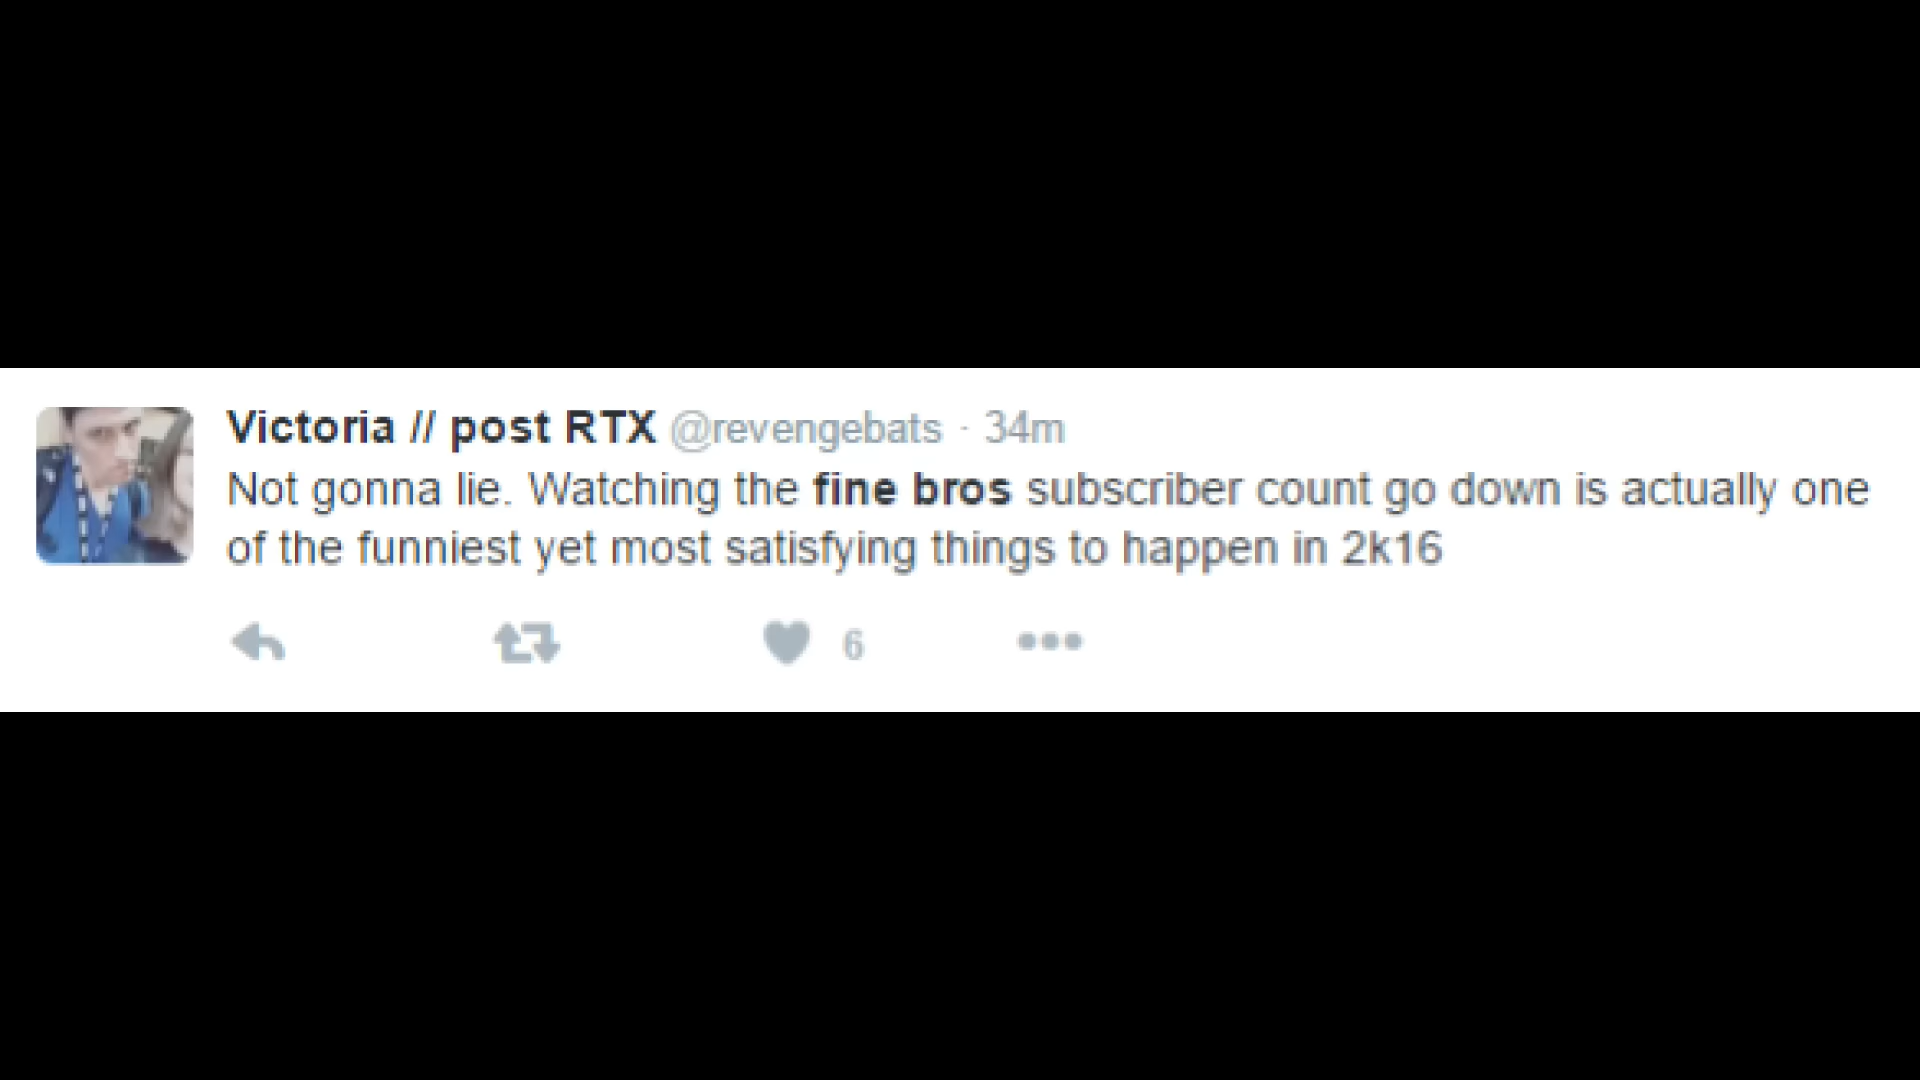 Victoria // post RTX @revengebats · 34m
Not gonna lie. Watching the fine bros subscriber count go down is actually one
of the funniest yet most satisfying things to happen in 2k16
6